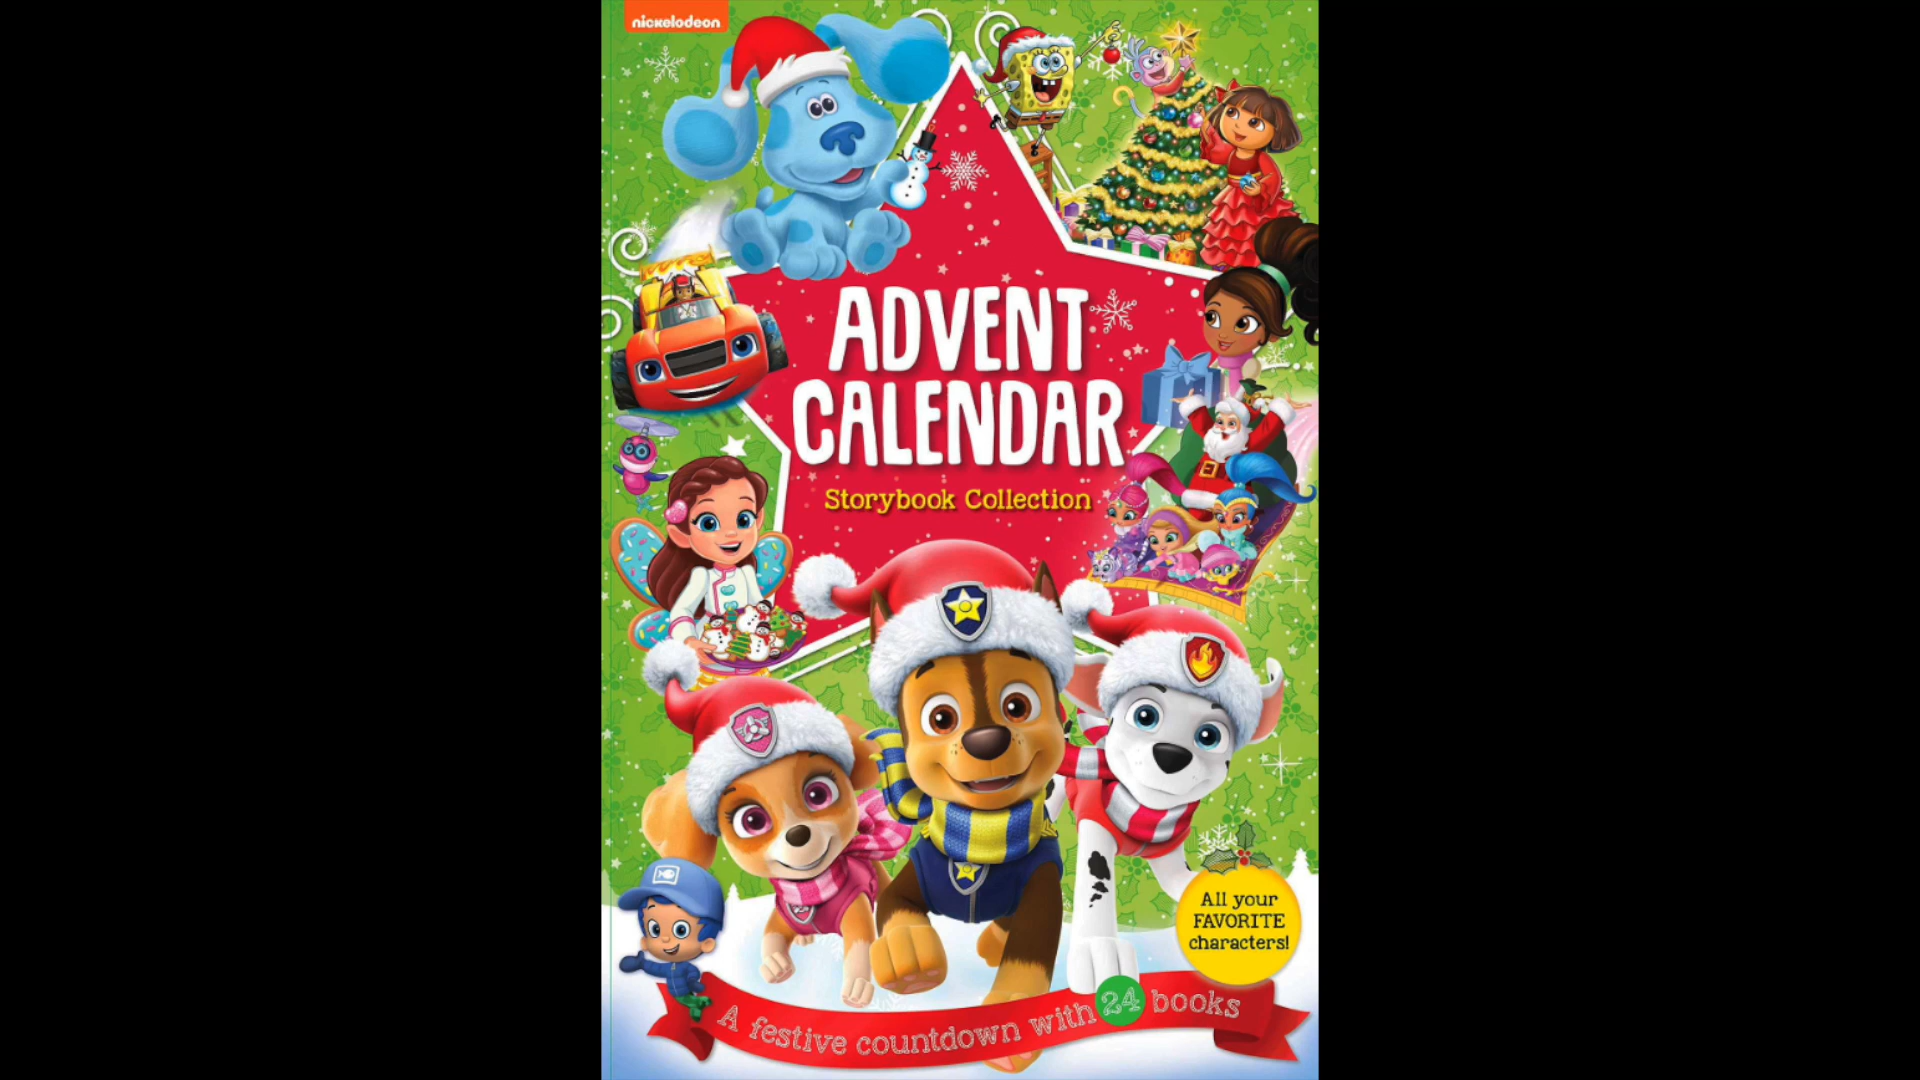 nickelodeon
ADVENT
CALENDAR
Storybook Collection
All your
FAVORITE
characters!
A festive countdown with 24 books